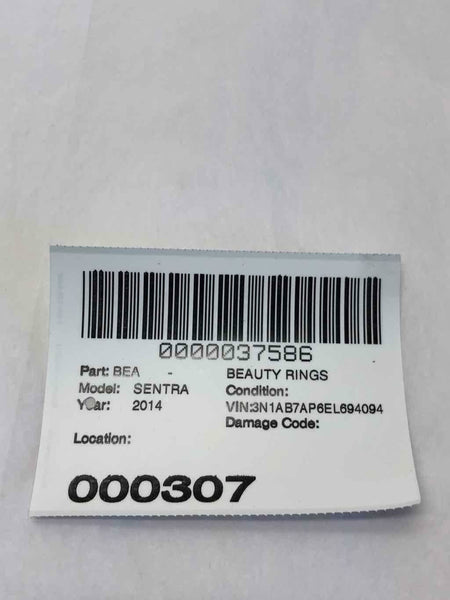 0000037586
Part: BEA - BEAUTY RINGS
Model: SENTRA Condition:
Year: 2014 VIN:3N1AB7AP6EL694094
Damage Code:
Location:
000307